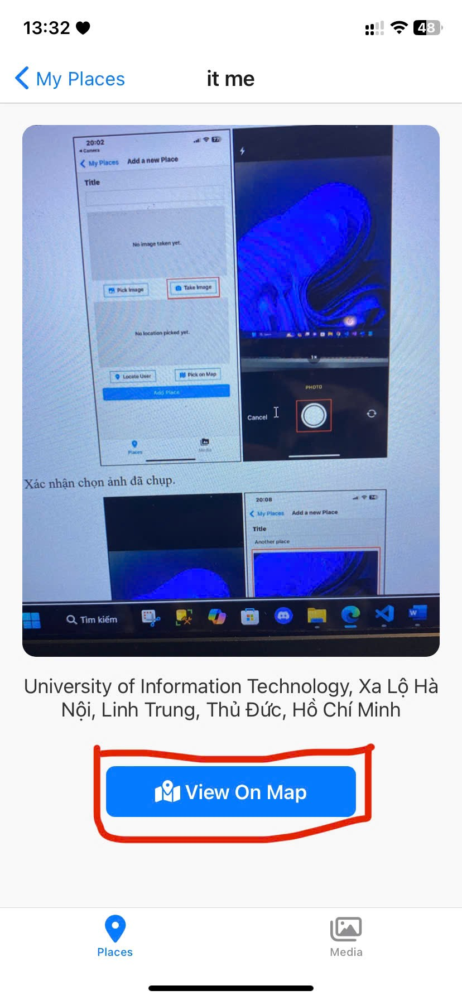 13:32
48
My Places
it me
20:02
77
Camera
My Places
Add a new Place
Title
No image taken yet.
Pick Image
Take Image
No location picked yet.
Locate User
Pick on Map
Add Place
Places
Media
1x
PHOTO
Cancel
Xác nhận chọn ảnh đã chụp.
20:08
74
My Places
Add a new Place
Title
Another place
Tìm kiếm
University of Information Technology, Xa Lộ Hà
Nội, Linh Trung, Thủ Đức, Hồ Chí Minh
View On Map
Places
Media